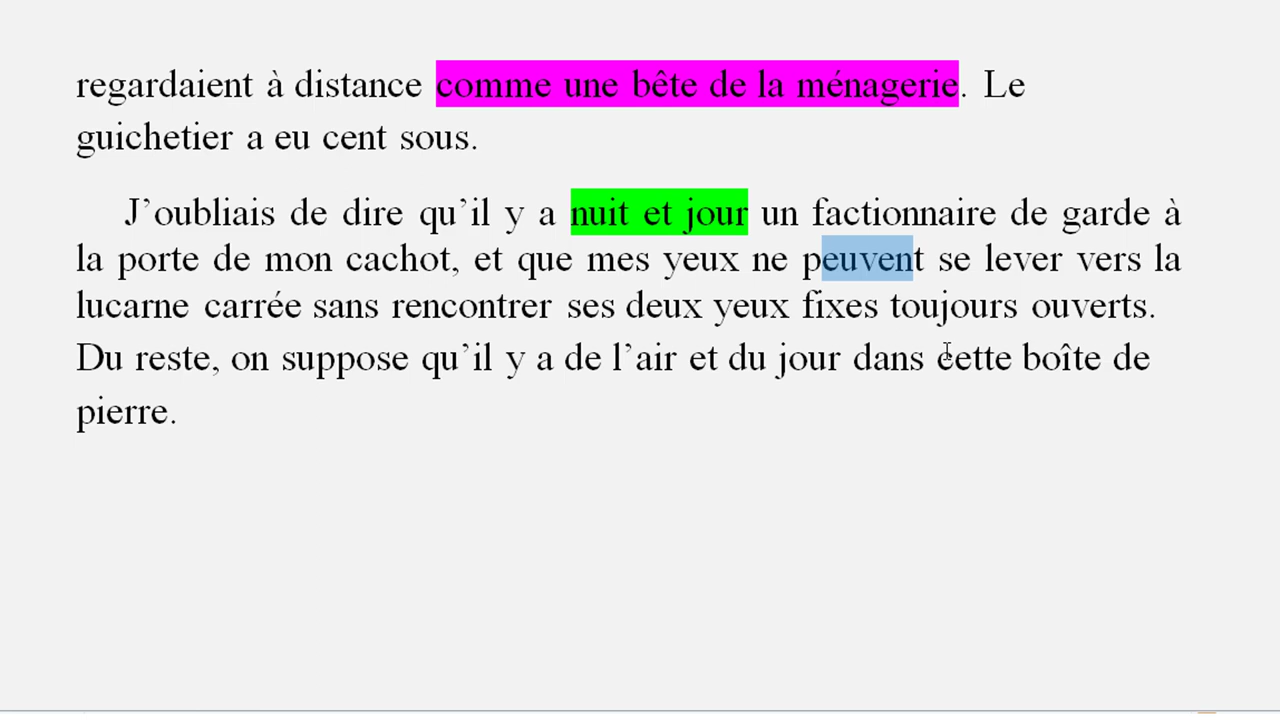 regardaient à distance comme une bête de la ménagerie. Le
guichetier a eu cent sous.
J’oubliais de dire qu’il y a nuit et jour un factionnaire de garde à
la porte de mon cachot, et que mes yeux ne peuvent se lever vers la
lucarne carrée sans rencontrer ses deux yeux fixes toujours ouverts.
Du reste, on suppose qu’il y a de l’air et du jour dans cette boîte de
pierre.